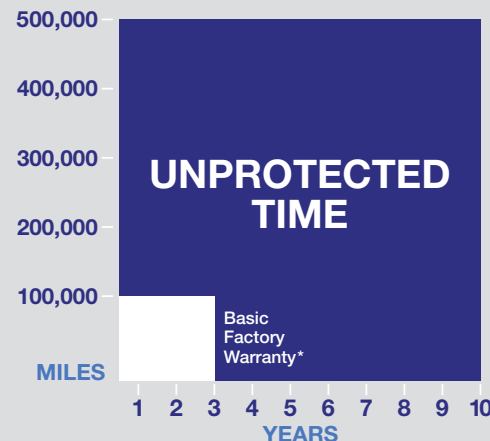 500,000
400,000
300,000
200,000
100,000
UNPROTECTED
TIME
Basic
Factory
Warranty*
MILES
1 2 3 4 5 6 7 8 9 10
YEARS